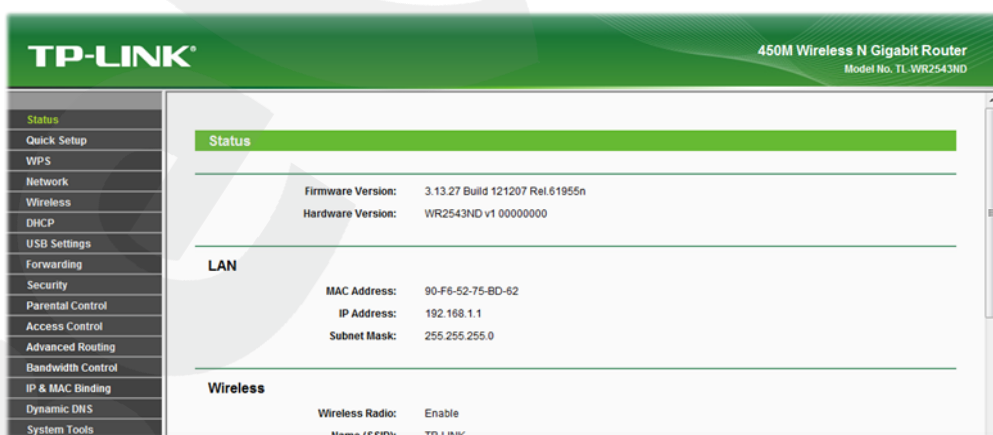 TP-LINK®
450M Wireless N Gigabit Router
Model No. TL-WR2543ND
Status
Quick Setup
WPS
Network
Wireless
DHCP
USB Settings
Forwarding
Security
Parental Control
Access Control
Advanced Routing
Bandwidth Control
IP & MAC Binding
Dynamic DNS
System Tools
Status
Firmware Version: 3.13.27 Build 121207 Rel.61955n
Hardware Version: WR2543ND v1 00000000
LAN
MAC Address: 90-F6-52-75-BD-62
IP Address: 192.168.1.1
Subnet Mask: 255.255.255.0
Wireless
Wireless Radio: Enable
Name (SSID): TP-LINK